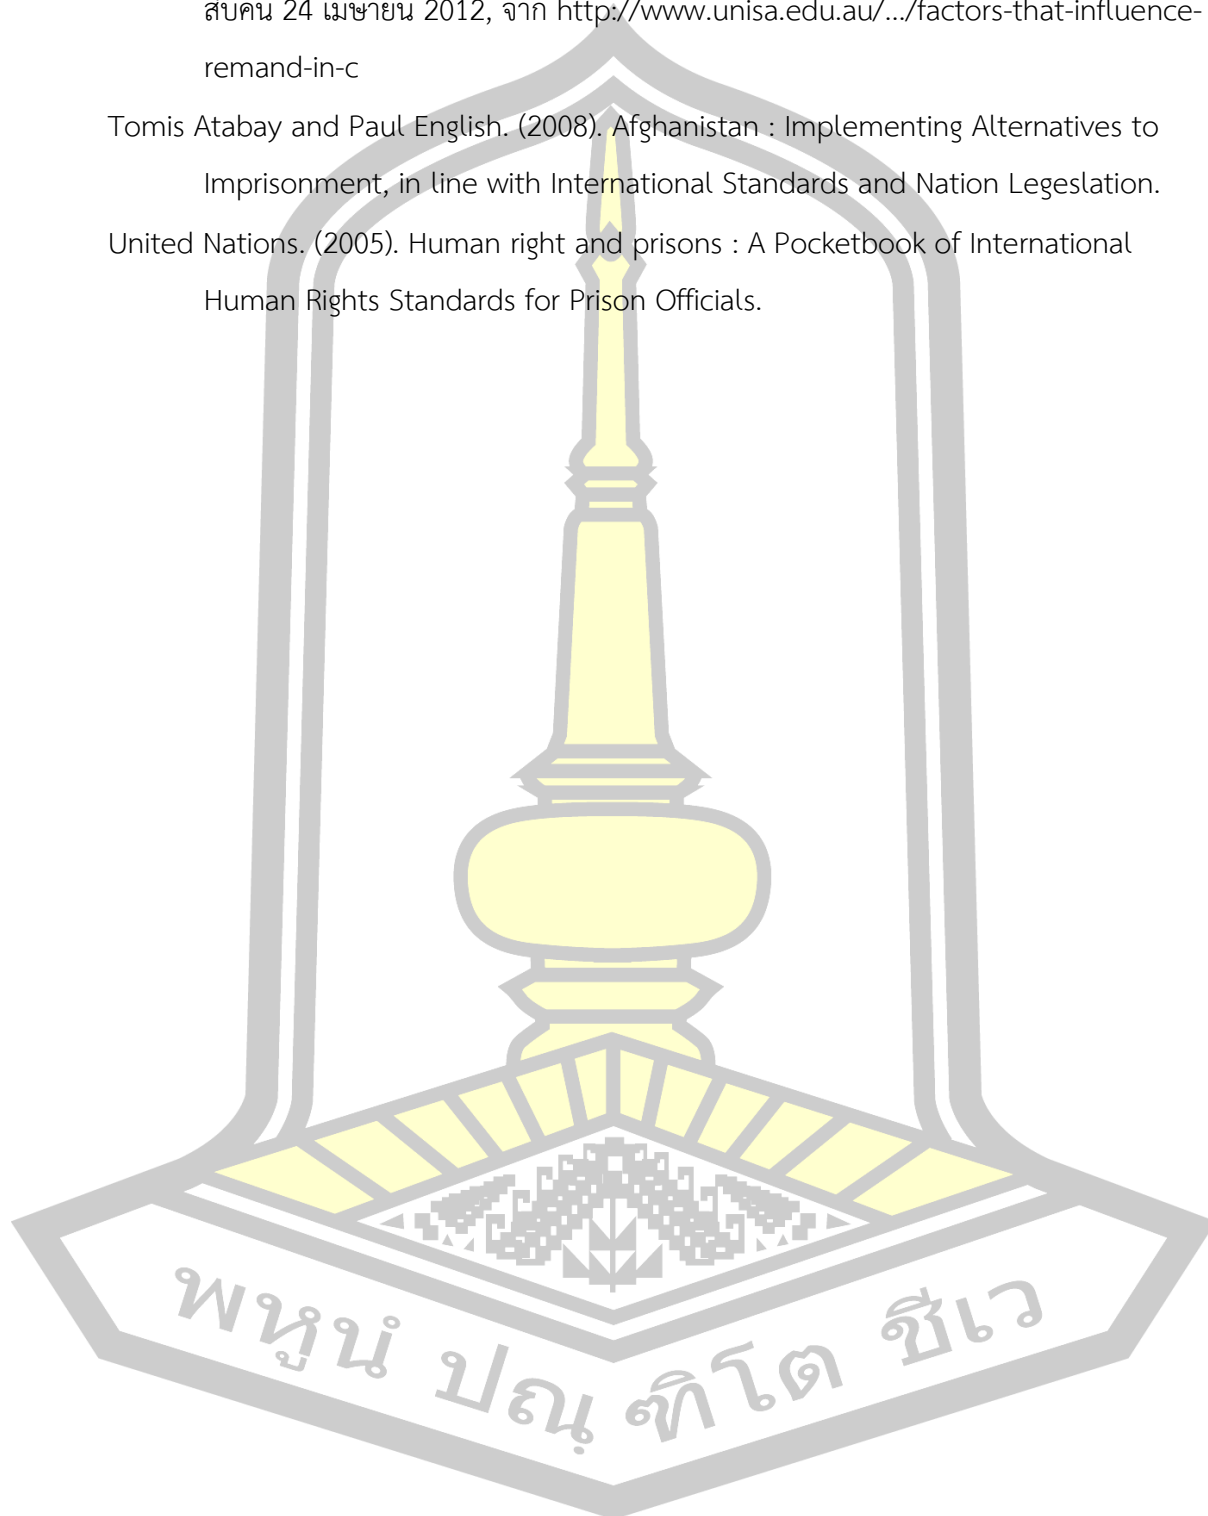 สืบค้น 24 เมษายน 2012, จาก http://www.unisa.edu.au/.../factors-that-influence-
remand-in-c
Tomis Atabay and Paul English. (2008). Afghanistan : Implementing Alternatives to
Imprisonment, in line with International Standards and Nation Legeslation.
United Nations. (2005). Human right and prisons : A Pocketbook of International
Human Rights Standards for Prison Officials.
พหูนํ ปณฺฑิโต ชีเว